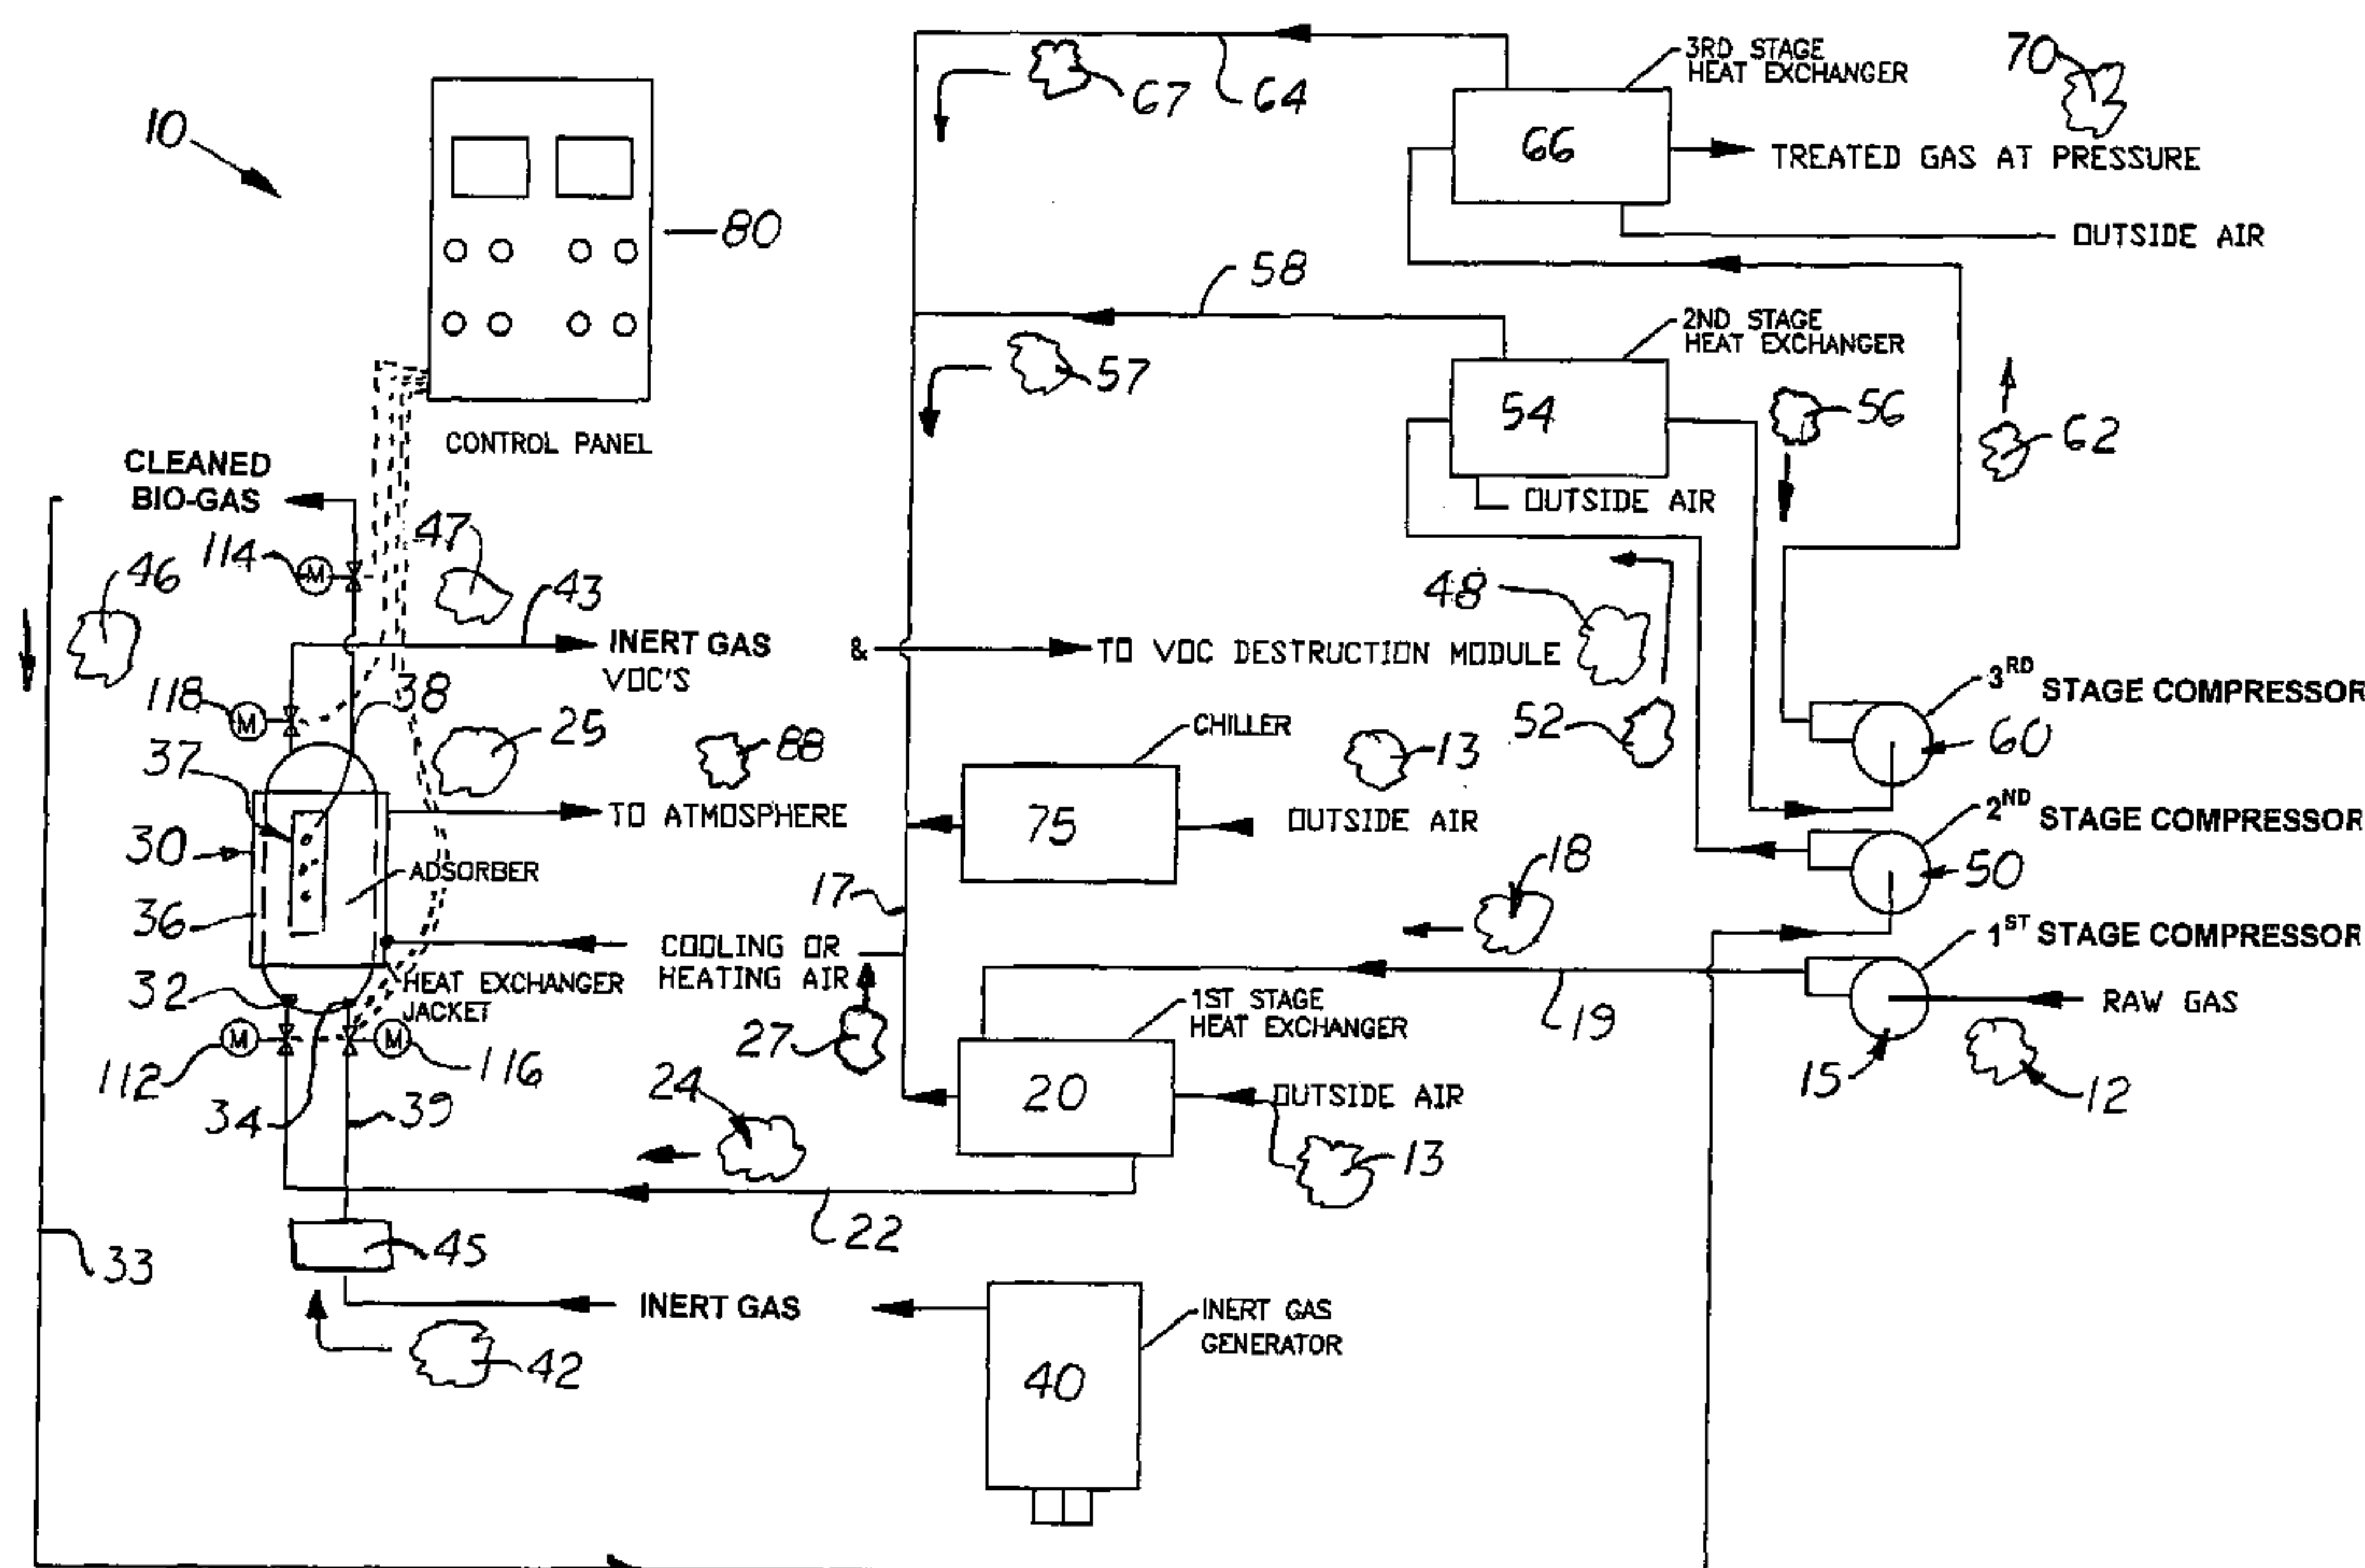 3RD STAGE
HEAT EXCHANGER
70
67
64
66
TREATED GAS AT PRESSURE
10
80
OUTSIDE AIR
58
2ND STAGE
HEAT EXCHANGER
57
54
56
62
CONTROL PANEL
CLEANED
BIO-GAS
OUTSIDE AIR
47
114
M
46
43
48
INERT GAS
VOC'S
&
TO VOC DESTRUCTION MODULE
38
118
M
3RD STAGE COMPRESSOR
52
60
25
88
CHILLER
13
37
TO ATMOSPHERE
75
OUTSIDE AIR
2ND STAGE COMPRESSOR
30
ADSORBER
17
18
50
36
COOLING OR
HEATING AIR
1ST STAGE COMPRESSOR
32
HEAT EXCHANGER
JACKET
1ST STAGE
HEAT EXCHANGER
19
RAW GAS
M
M
27
112
116
15
12
34
39
24
20
OUTSIDE AIR
13
22
33
45
INERT GAS
INERT GAS
GENERATOR
42
40